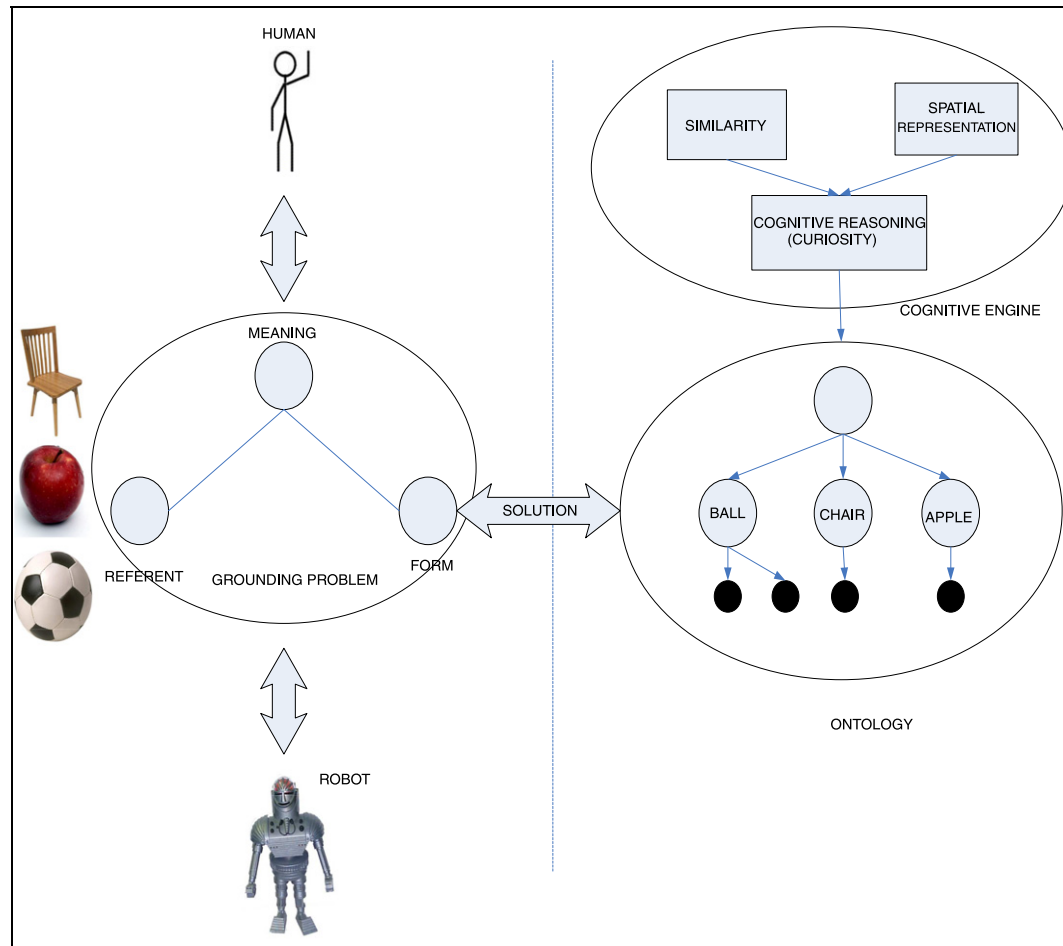 HUMAN
SIMILARITY
SPATIAL
REPRESENTATION
COGNITIVE REASONING
(CURIOSITY)
COGNITIVE ENGINE
MEANING
REFERENT
GROUNDING PROBLEM
FORM
SOLUTION
BALL
CHAIR
APPLE
ONTOLOGY
ROBOT